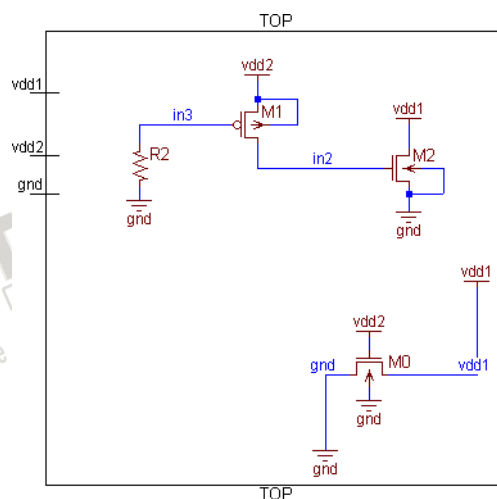 TOP
vdd2
vdd1
M1
in3
vdd1
vdd2
R2
in2
M2
gnd
gnd
gnd
vdd1
vdd2
gnd
M0
vdd1
gnd
gnd
TOP